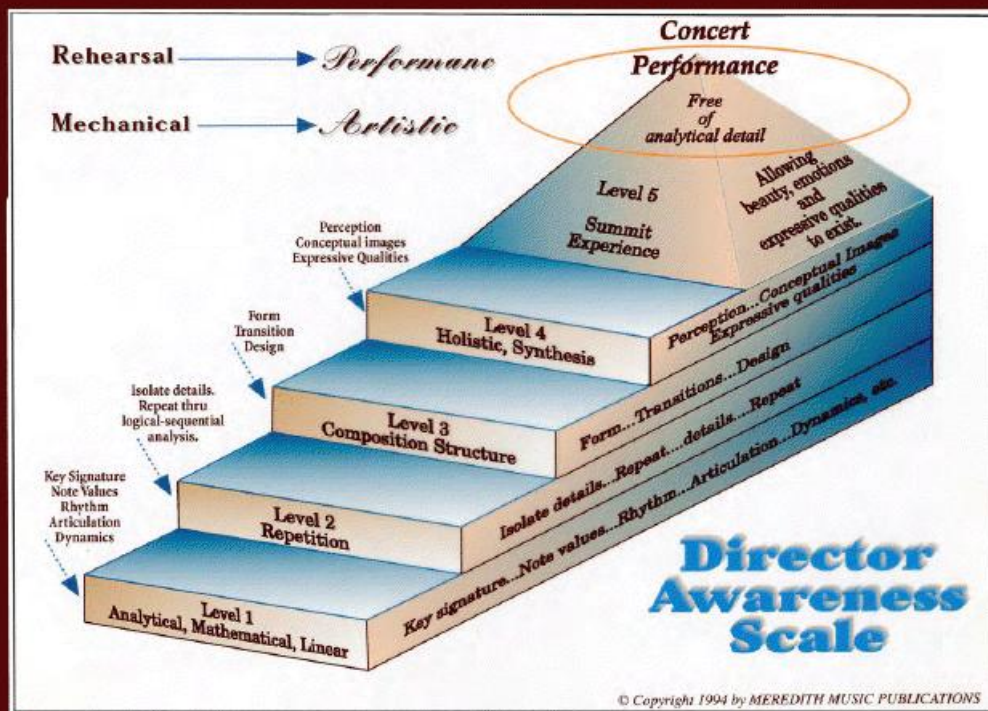 Rehearsal
Performanc
Mechanical
Artistic
Concert
Performance
Free
of
analytical detail
Allowing
beauty, emotions
and
expressive qualities
to exist.
Level 5
Summit
Experience
Perception
Conceptual images
Expressive Qualities
Level 4
Holistic, Synthesis
Perception...Conceptual Images
Expressive qualities
Form
Transition
Design
Level 3
Composition Structure
Form...Transitions...Design
Isolate details.
Repeat thru
logical-sequential
analysis.
Level 2
Repetition
Isolate details...Repeat....details....Repeat
Key Signature
Note Values
Rhythm
Articulation
Dynamics
Level 1
Analytical, Mathematical, Linear
Key signature...Note values...Rhythm...Articulation...Dynamics, etc.
Director
Awareness
Scale
© Copyright 1994 by MEREDITH MUSIC PUBLICATIONS